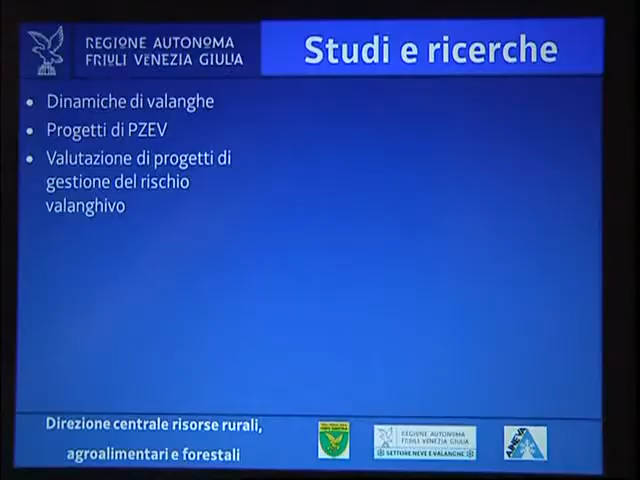 REGIONE AUTONOMA
FRIULI VENEZIA GIULIA
Studi e ricerche
• Dinamiche di valanghe
• Progetti di PZEV
• Valutazione di progetti di
gestione del rischio
valanghivo
Direzione centrale risorse rurali,
agroalimentari e forestali
REGIONE AUTONOMA
FRIULI VENEZIA GIULIA
SETTORE NEVE E VALANGHE
AINEVA